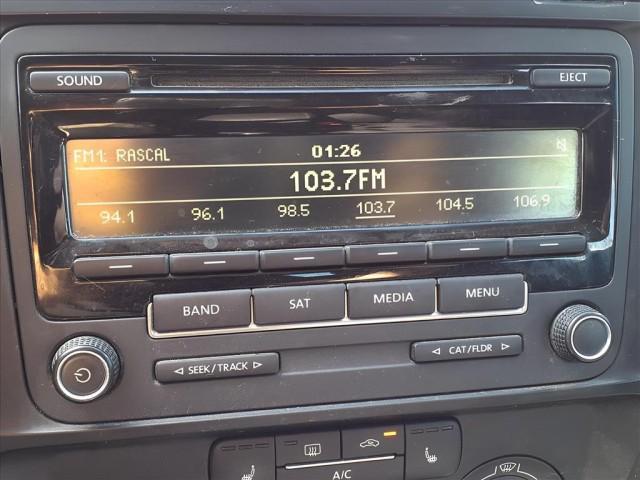 SOUND EJECT
FM1: RASCAL 01:26
103.7FM
94.1 96.1 98.5 103.7 104.5 106.9
BAND SAT MEDIA MENU
SEEK/TRACK CAT/FLDR
A/C